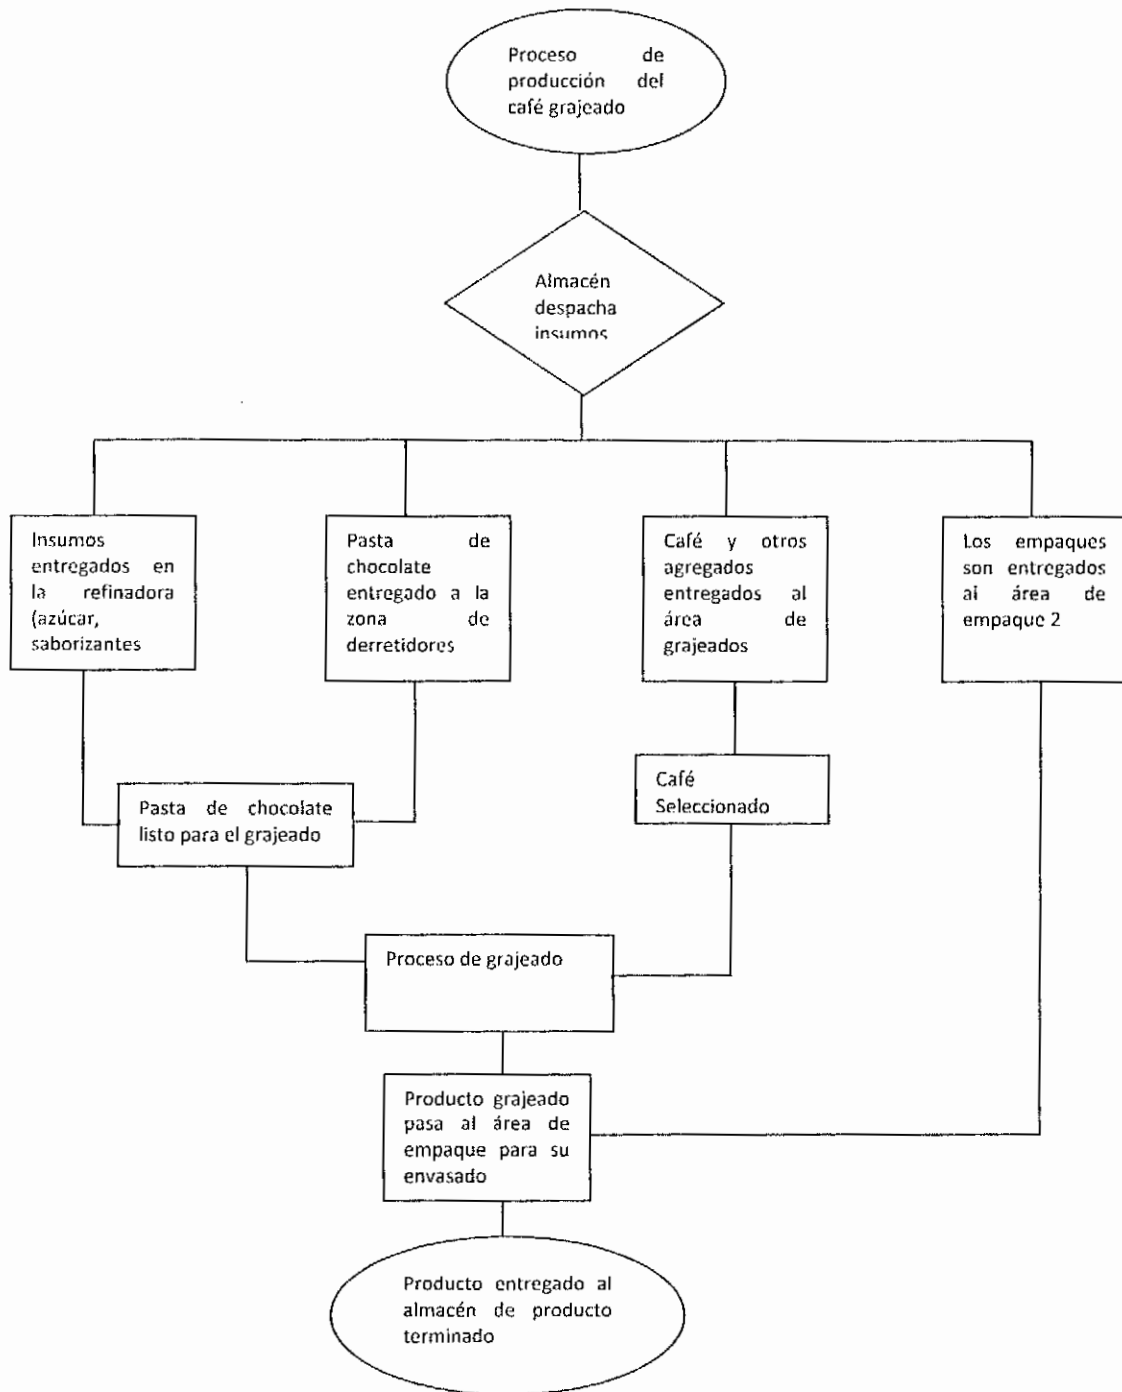 Proceso de
producción del
café grajeado
Almacén
despacha
insumos
Insumos
entregados en
la refinadora
(azúcar,
saborizantes
Pasta de
chocolate
entregado a la
zona de
derretidores
Café y otros
agregados
entregados al
área de
grajeados
Los empaques
son entregados
al área de
empaque 2
Café
Seleccionado
Pasta de chocolate
listo para el grajeado
Proceso de grajeado
Producto grajeado
pasa al área de
empaque para su
envasado
Producto entregado al
almacén de producto
terminado